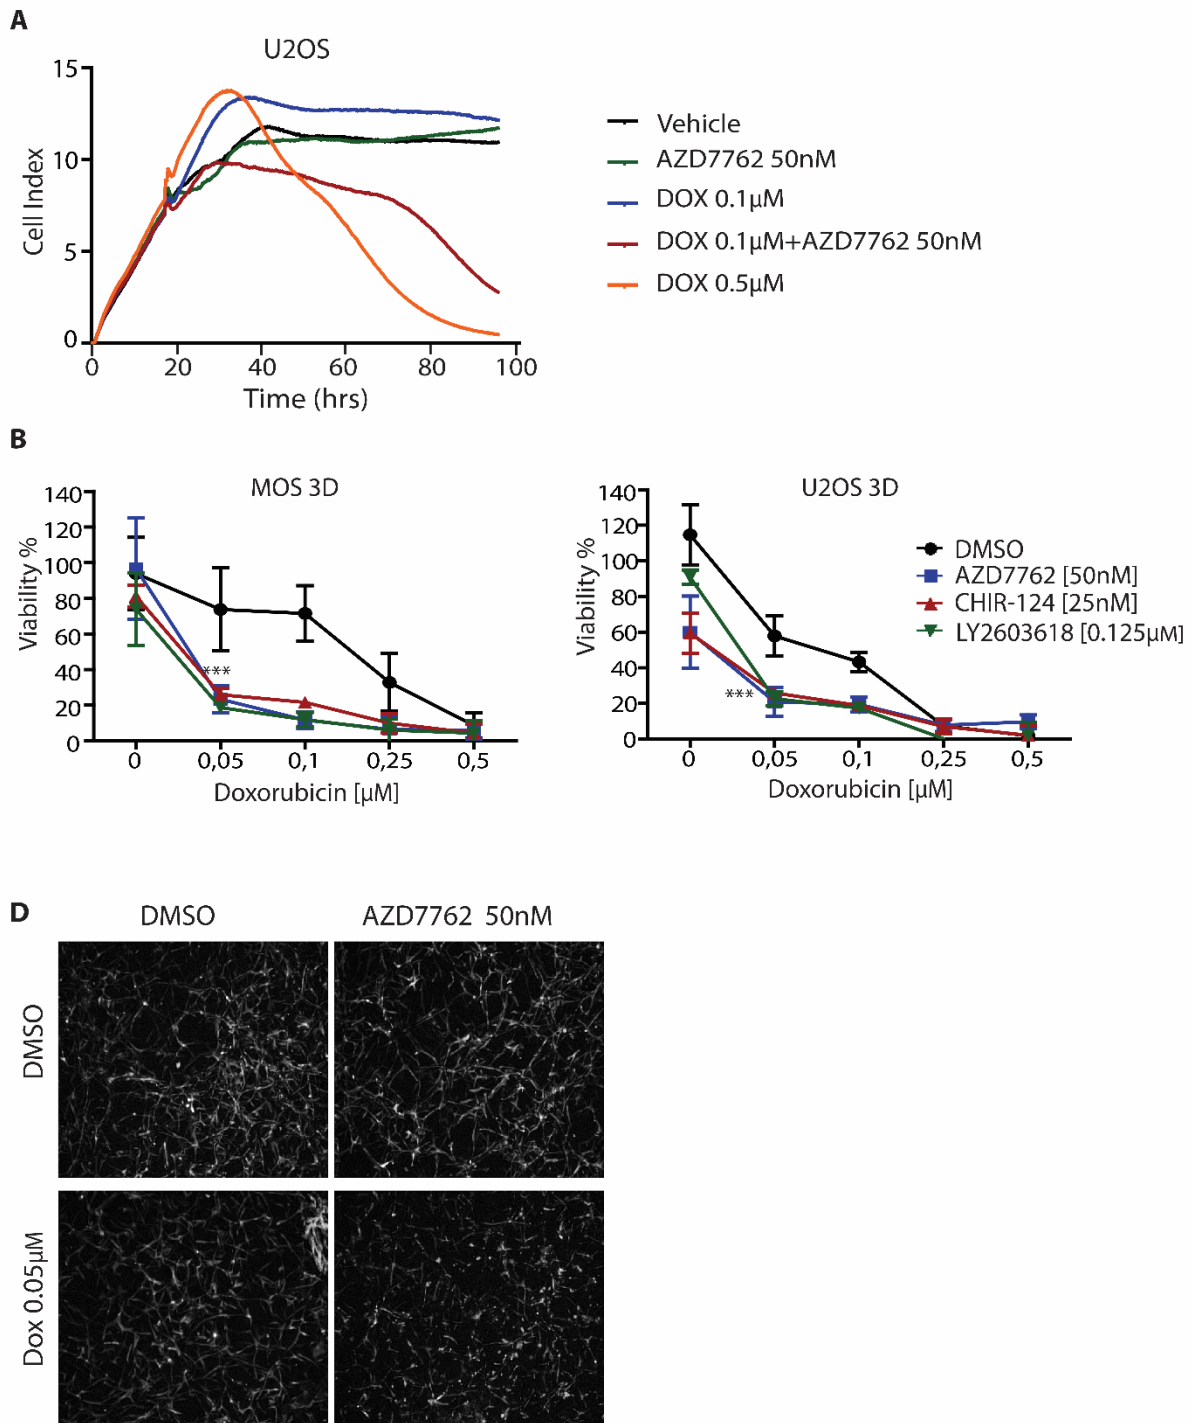 A
U2OS
15
10
5
0
Cell Index
0 20 40 60 80 100
Time (hrs)
Vehicle
AZD7762 50nM
DOX 0.1µM
DOX 0.1µM+AZD7762 50nM
DOX 0.5µM
B
MOS 3D
140
120
100
80
60
40
20
0
Viability %
0 0,05 0,1 0,25 0,5
Doxorubicin [µM]
***
U2OS 3D
140
120
100
80
60
40
20
0
Viability %
0 0,05 0,1 0,25 0,5
Doxorubicin [µM]
***
DMSO
AZD7762 [50nM]
CHIR-124 [25nM]
LY2603618 [0.125µM]
D
DMSO AZD7762 50nM
DMSO
Dox 0.05µM